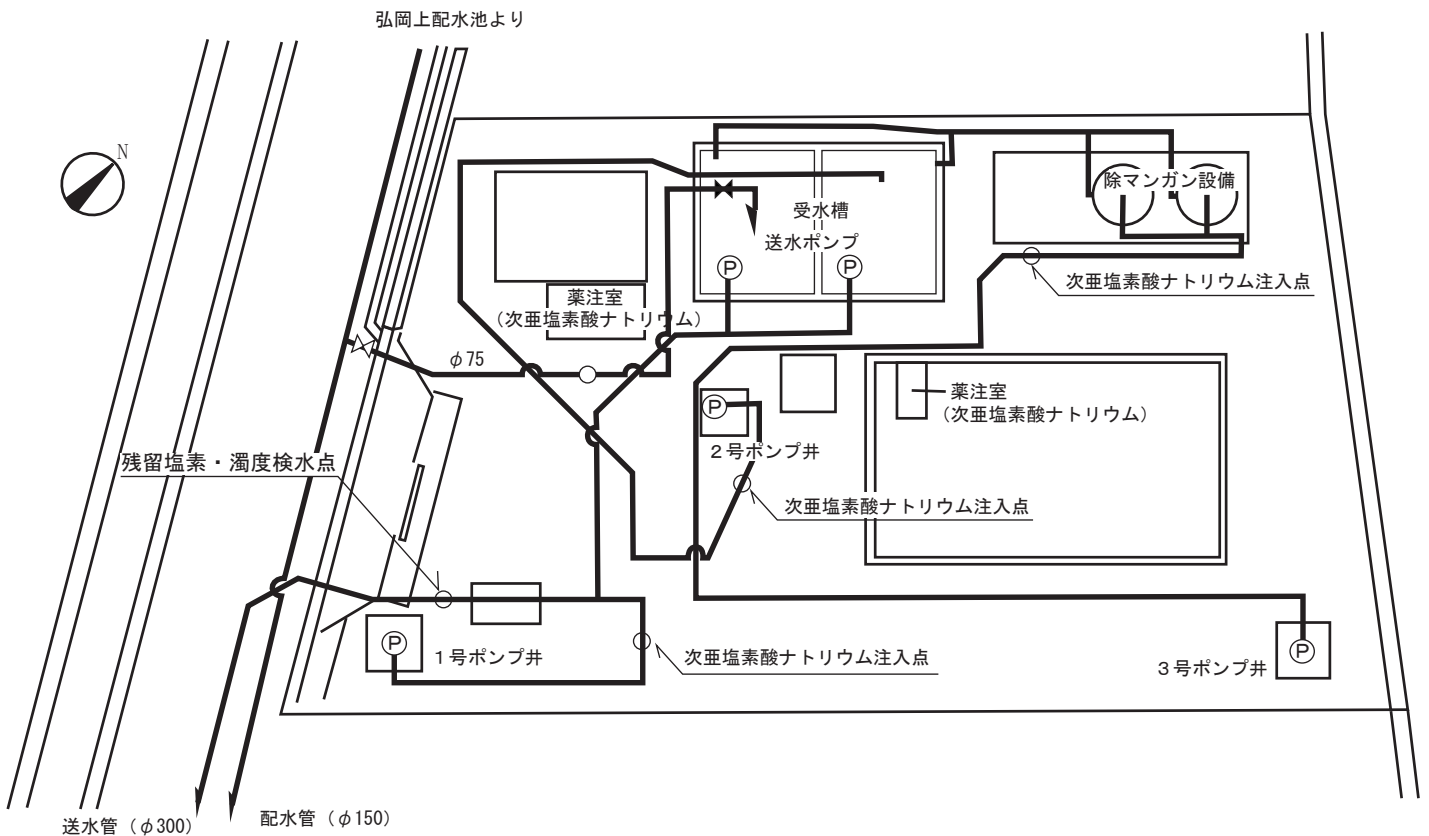 弘岡上配水池より
N
除マンガン設備
受水槽
送水ポンプ
P
P
次亜塩素酸ナトリウム注入点
薬注室
（次亜塩素酸ナトリウム）
φ75
薬注室
（次亜塩素酸ナトリウム）
P
２号ポンプ井
残留塩素・濁度検水点
次亜塩素酸ナトリウム注入点
P
１号ポンプ井
次亜塩素酸ナトリウム注入点
P
３号ポンプ井
送水管（φ300）
配水管（φ150）